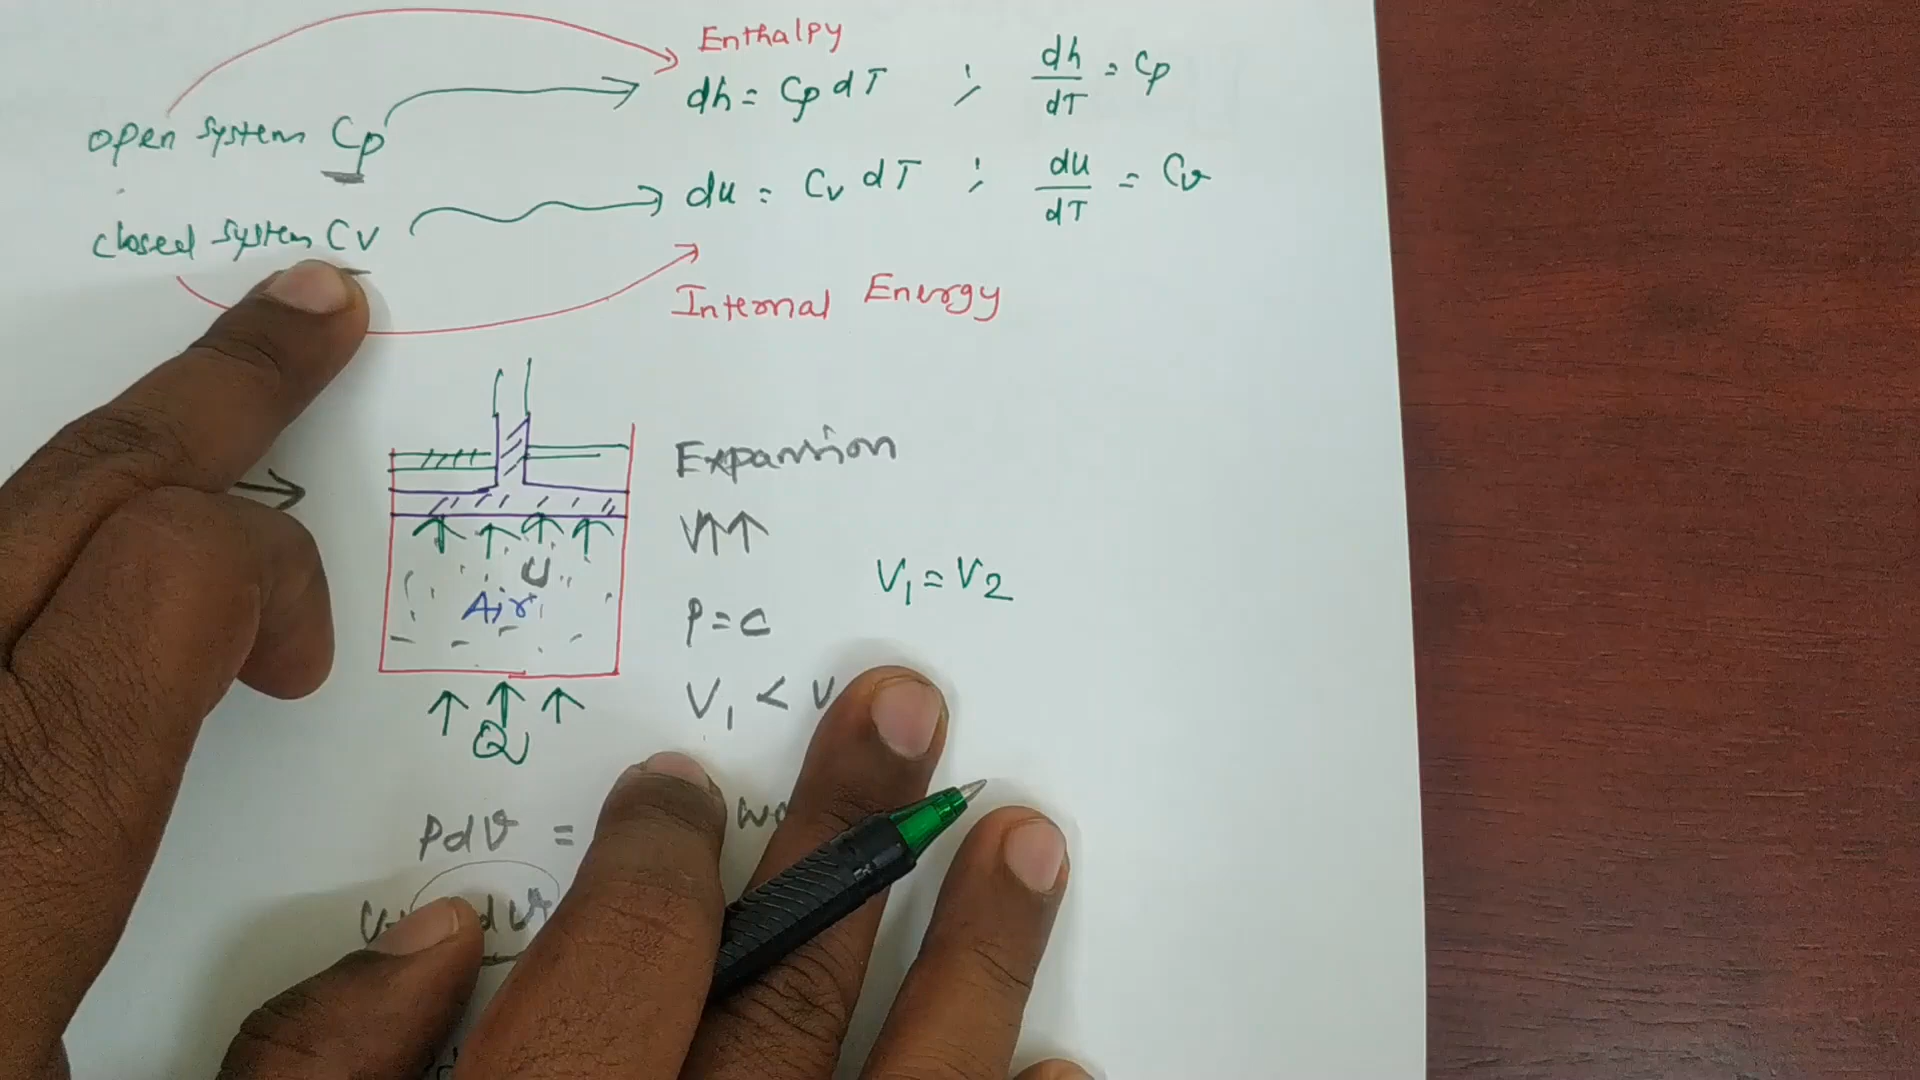 Enthalpy
open system Cp
dh = Cp dT ; dh/dT = Cp
closed system Cv
du = Cv dT ; du/dT = Cv
Internal Energy
Expansion
V↑↑
V1 = V2
U
Air
P = C
V1 < V
Q
Pdv =